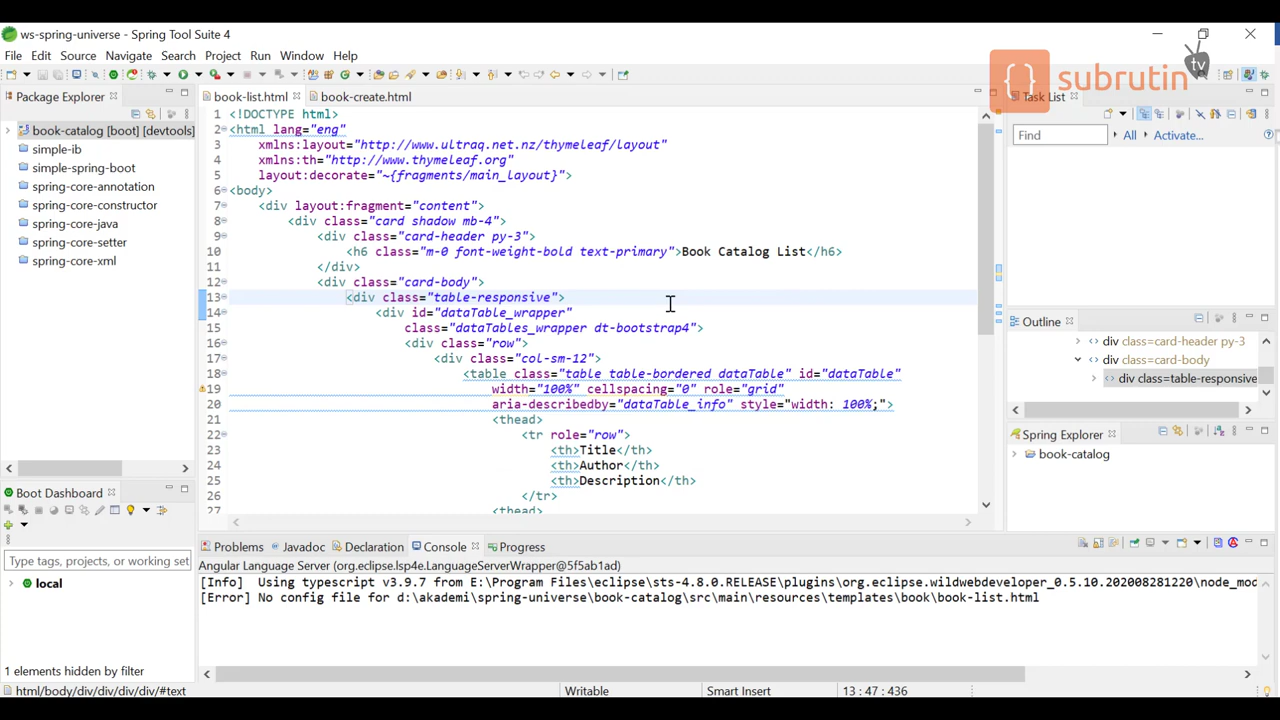 ws-spring-universe - Spring Tool Suite 4
File Edit Source Navigate Search Project Run Window Help
{ } subrutin tv
Package Explorer
book-catalog [boot] [devtools]
simple-ib
simple-spring-boot
spring-core-annotation
spring-core-constructor
spring-core-java
spring-core-setter
spring-core-xml
Boot Dashboard
Type tags, projects, or working set
local
1 elements hidden by filter
book-list.html book-create.html
1 <!DOCTYPE html>
2 <html lang="eng"
3 xmlns:layout="http://www.ultraq.net.nz/thymeleaf/layout"
4 xmlns:th="http://www.thymeleaf.org"
5 layout:decorate="~{fragments/main_layout}">
6 <body>
7 <div layout:fragment="content">
8 <div class="card shadow mb-4">
9 <div class="card-header py-3">
10 <h6 class="m-0 font-weight-bold text-primary">Book Catalog List</h6>
11 </div>
12 <div class="card-body">
13 <div class="table-responsive">
14 <div id="dataTable_wrapper"
15 class="dataTables_wrapper dt-bootstrap4">
16 <div class="row">
17 <div class="col-sm-12">
18 <table class="table table-bordered dataTable" id="dataTable"
19 width="100%" cellspacing="0" role="grid"
20 aria-describedby="dataTable_info" style="width: 100%;">
21 <thead>
22 <tr role="row">
23 <th>Title</th>
24 <th>Author</th>
25 <th>Description</th>
26 </tr>
27 <thead>
Task List
Find All Activate...
Outline
div class=card-header py-3
div class=card-body
div class=table-responsive
Spring Explorer
book-catalog
Problems Javadoc Declaration Console Progress
Angular Language Server (org.eclipse.lsp4e.LanguageServerWrapper@5f5ab1ad)
[Info] Using typescript v3.9.7 from E:\Program Files\eclipse\sts-4.8.0.RELEASE\plugins\org.eclipse.wildwebdeveloper_0.5.10.202008281220\node_mod
[Error] No config file for d:\akademi\spring-universe\book-catalog\src\main\resources\templates\book\book-list.html
html/body/div/div/div/div/#text Writable Smart Insert 13 : 47 : 436